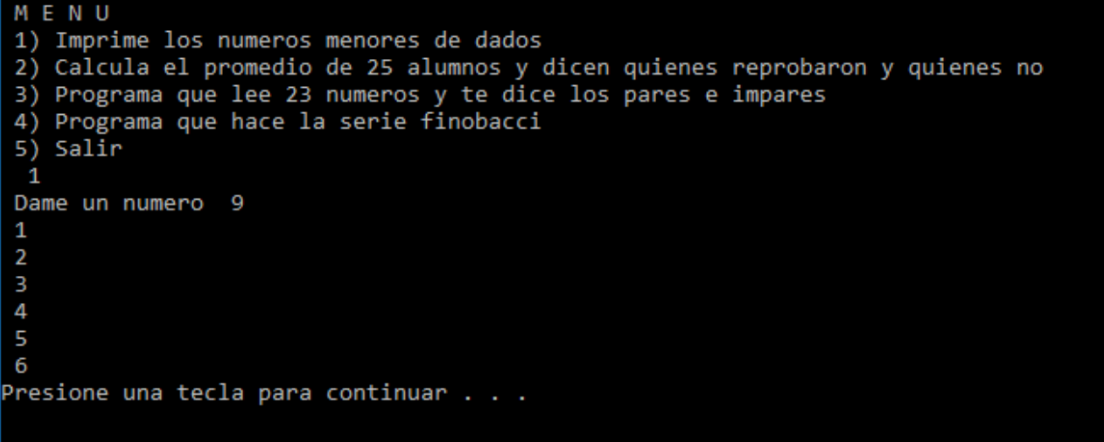 M E N U
1) Imprime los numeros menores de dados
2) Calcula el promedio de 25 alumnos y dicen quienes reprobaron y quienes no
3) Programa que lee 23 numeros y te dice los pares e impares
4) Programa que hace la serie finobacci
5) Salir
1
Dame un numero  9
1
2
3
4
5
6
Presione una tecla para continuar . . .